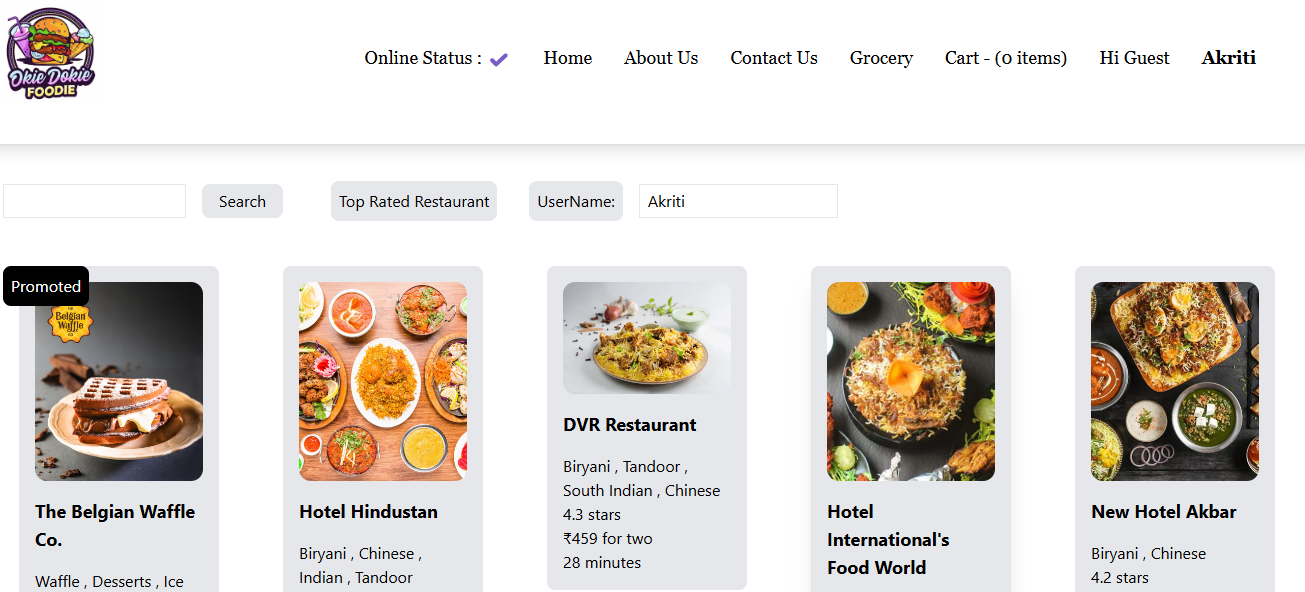 Okie Dokie
FOODIE
Online Status : ✔ Home About Us Contact Us Grocery Cart - (0 items) Hi Guest Akriti
Search Top Rated Restaurant UserName: Akriti
Promoted
Belgian
Waffle
The Belgian Waffle
Co.
Waffle , Desserts , Ice
Hotel Hindustan
Biryani , Chinese ,
Indian , Tandoor
DVR Restaurant
Biryani , Tandoor ,
South Indian , Chinese
4.3 stars
₹459 for two
28 minutes
Hotel
International's
Food World
New Hotel Akbar
Biryani , Chinese
4.2 stars